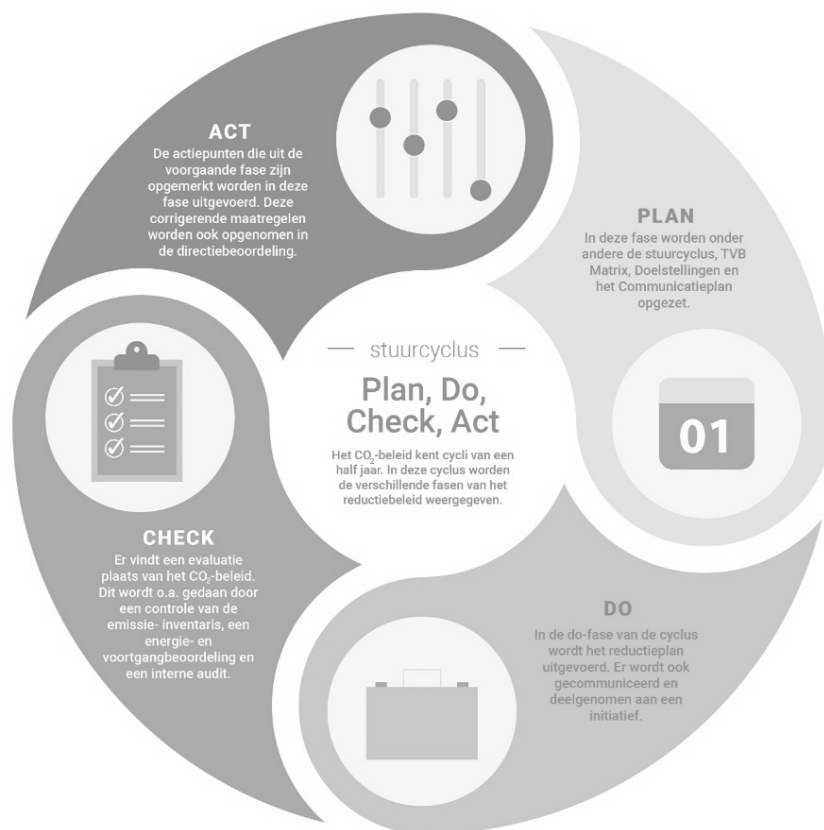 ACT
De actiepunten die uit de
voorgaande fase zijn
opgemerkt worden in deze
fase uitgevoerd. Deze
corrigerende maatregelen
worden ook opgenomen in
de directiebeoordeling.
PLAN
In deze fase worden onder
andere de stuurcyclus, TVB
Matrix, Doelstellingen en
het Communicatieplan
opgezet.
01
stuurcyclus
Plan, Do,
Check, Act
Het CO₂-beleid kent cycli van een
half jaar. In deze cyclus worden
de verschillende fasen van het
reductiebeleid weergegeven.
CHECK
Er vindt een evaluatie
plaats van het CO₂-beleid.
Dit wordt o.a. gedaan door
een controle van de
emissie- inventaris, een
energie- en
voortgangbeoordeling en
een interne audit.
DO
In de do-fase van de cyclus
wordt het reductieplan
uitgevoerd. Er wordt ook
gecommuniceerd en
deelgenomen aan een
initiatief.